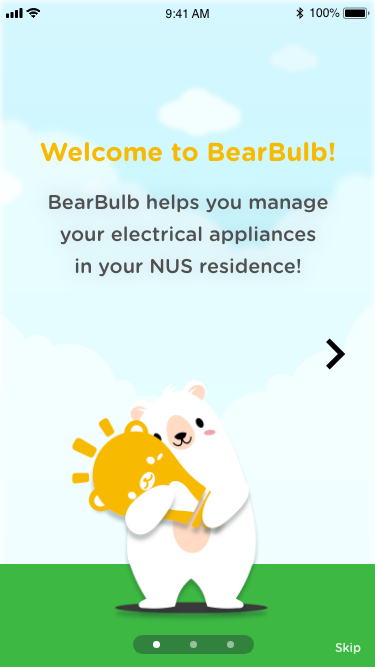 9:41 AM 100%
Welcome to BearBulb!
BearBulb helps you manage
your electrical appliances
in your NUS residence!
Skip